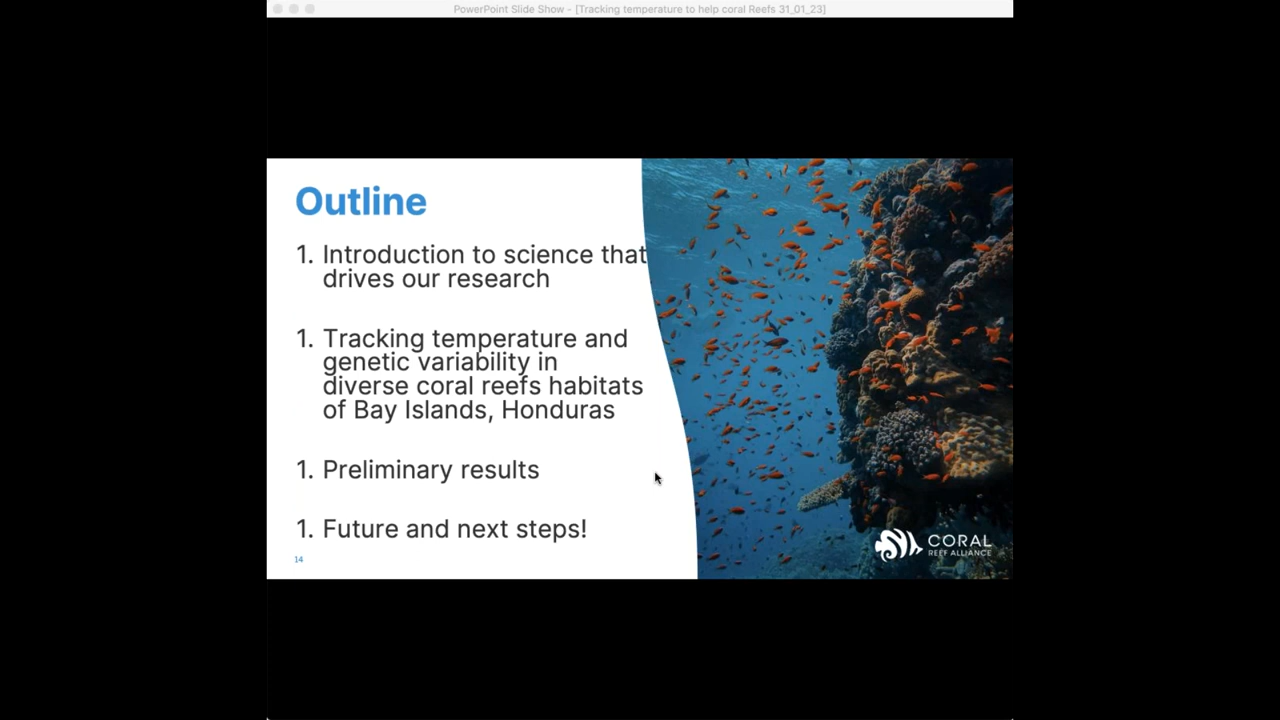 PowerPoint Slide Show - [Tracking temperature to help coral Reefs 31_01_23]
Outline
1. Introduction to science that
drives our research
1. Tracking temperature and
genetic variability in
diverse coral reefs habitats
of Bay Islands, Honduras
1. Preliminary results
1. Future and next steps!
14
CORAL
REEF ALLIANCE